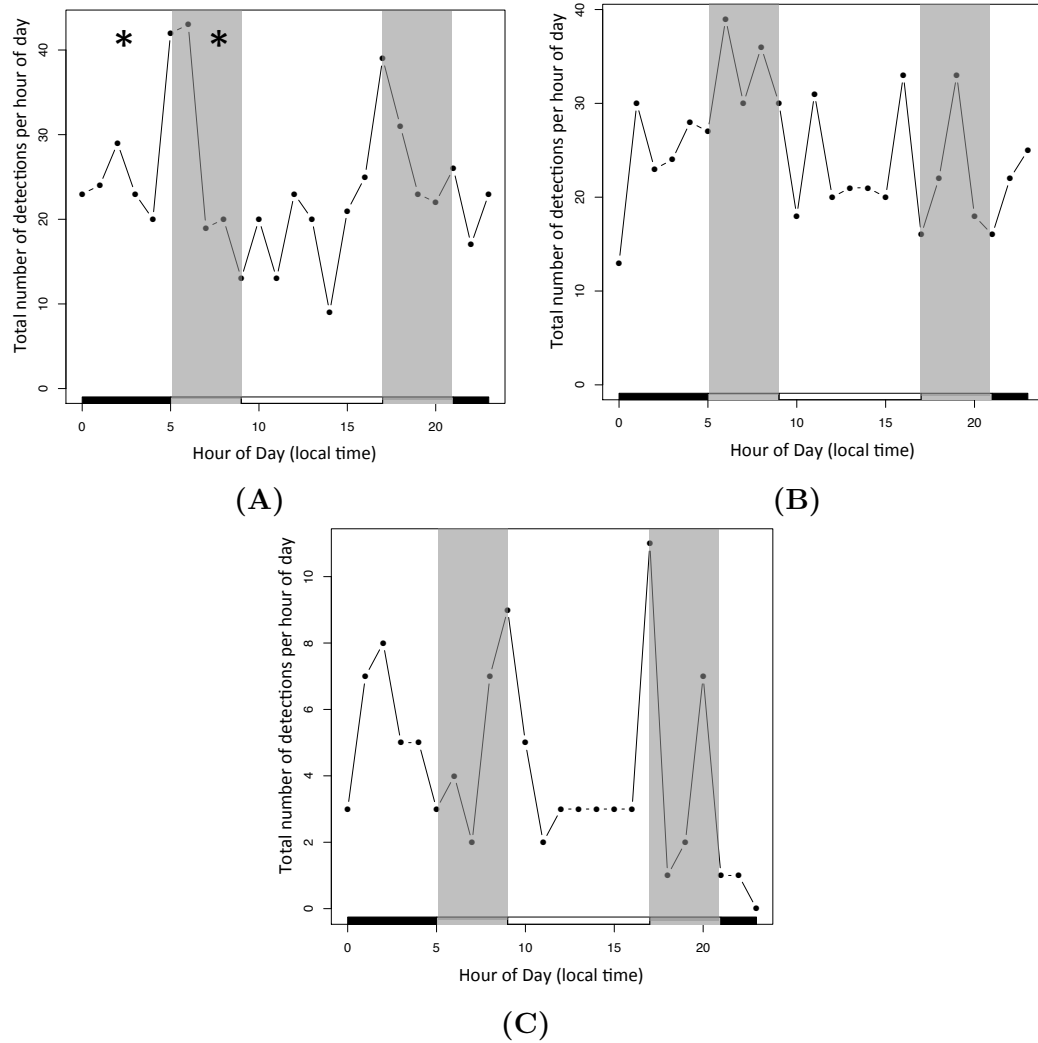 Total number of detections per hour of day
40
30
20
10
0
* *
0 5 10 15 20
Hour of Day (local time)
(A)
Total number of detections per hour of day
40
30
20
10
0
0 5 10 15 20
Hour of Day (local time)
(B)
Total number of detections per hour of day
10
8
6
4
2
0
0 5 10 15 20
Hour of Day (local time)
(C)